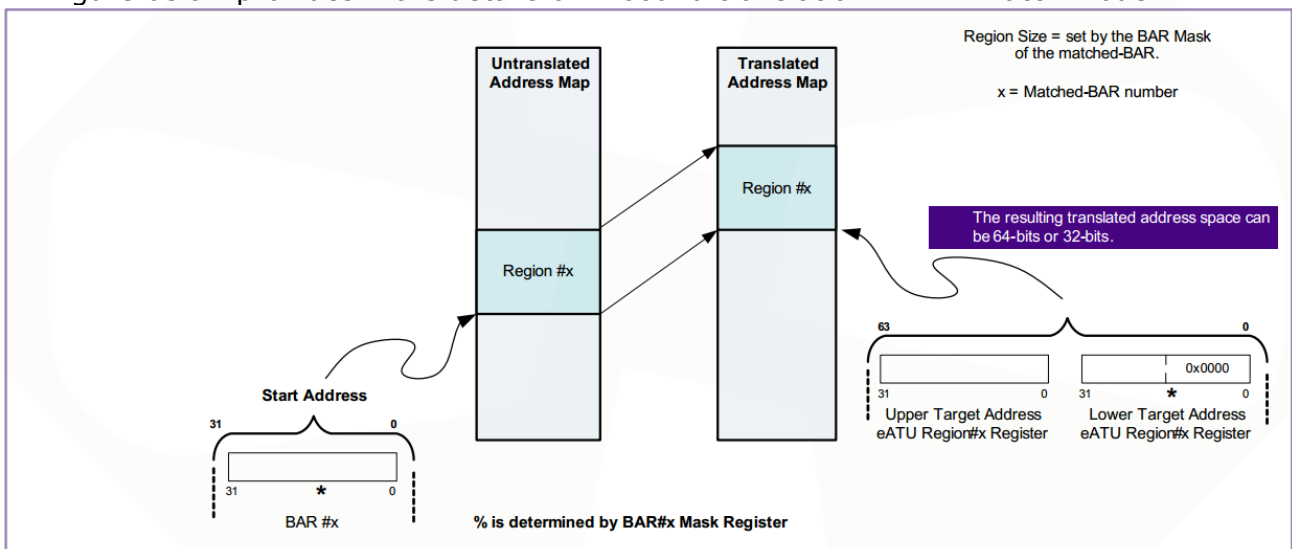 Untranslated
Address Map
Translated
Address Map
Region Size = set by the BAR Mask
of the matched-BAR.
x = Matched-BAR number
Region #x
Region #x
The resulting translated address space can
be 64-bits or 32-bits.
63 0
0x0000
31 0 31 * 0
Upper Target Address
eATU Region#x Register
Lower Target Address
eATU Region#x Register
Start Address
31 0
31 * 0
BAR #x
% is determined by BAR#x Mask Register